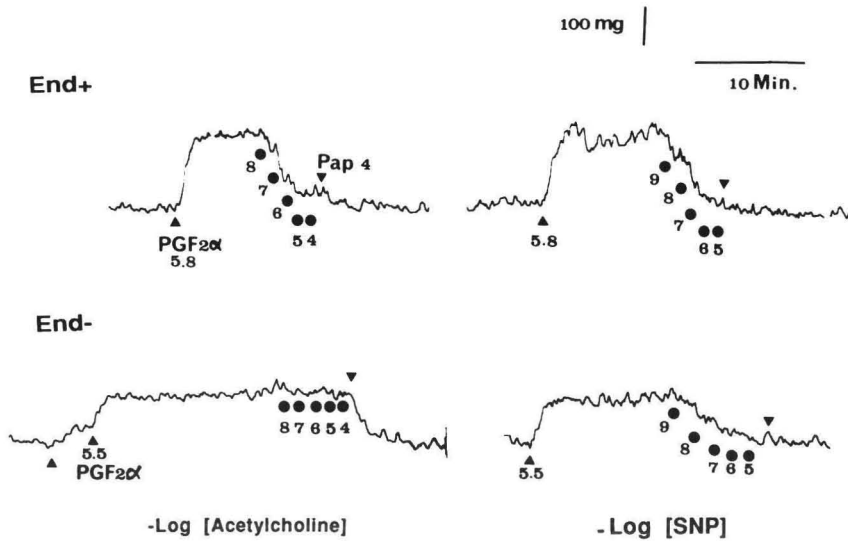 100 mg
10 Min.
End+
8
7
6
5 4
Pap 4
PGF2α
5.8
9
8
7
6 5
5.8
End-
8 7 6 5 4
5.5
PGF2α
9
8
7 6 5
5.5
-Log [Acetylcholine]
-Log [SNP]